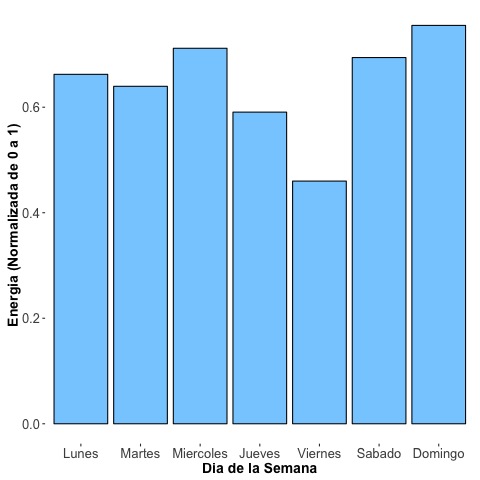 Energia (Normalizada de 0 a 1)
0.6
0.4
0.2
0.0
Lunes Martes Miercoles Jueves Viernes Sabado Domingo
Dia de la Semana